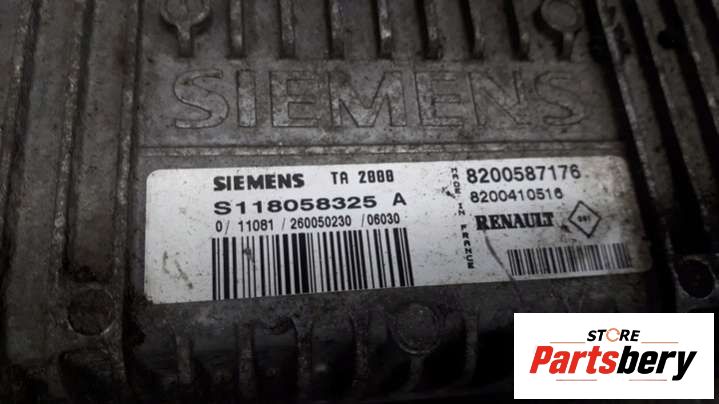 SIEMENS
SIEMENS TA 2000
S118058325 A
0/ 11081 / 260050230 / 06030
MADE IN FRANCE
8200587176
8200410516
RENAULT
STORE
Partsbery